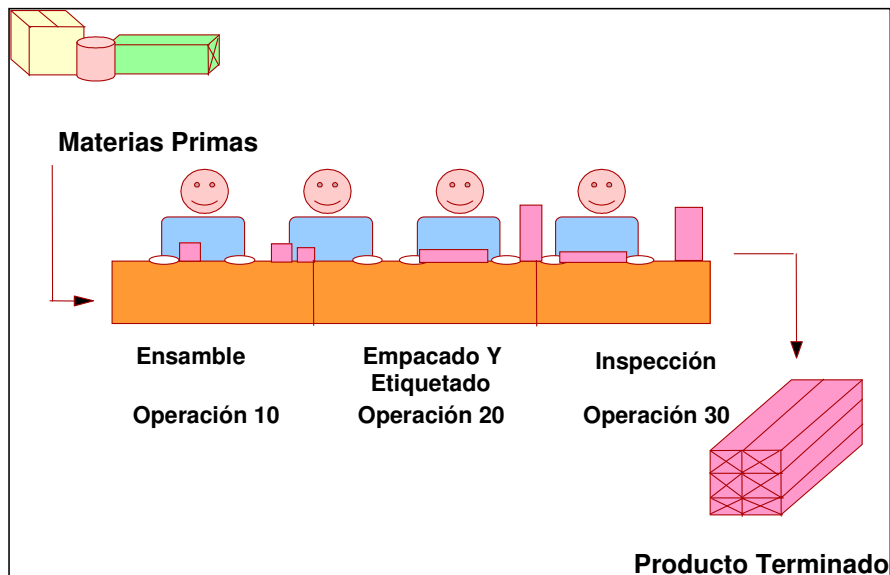 Materias Primas
Ensamble
Empacado Y
Etiquetado
Inspección
Operación 10
Operación 20
Operación 30
Producto Terminado